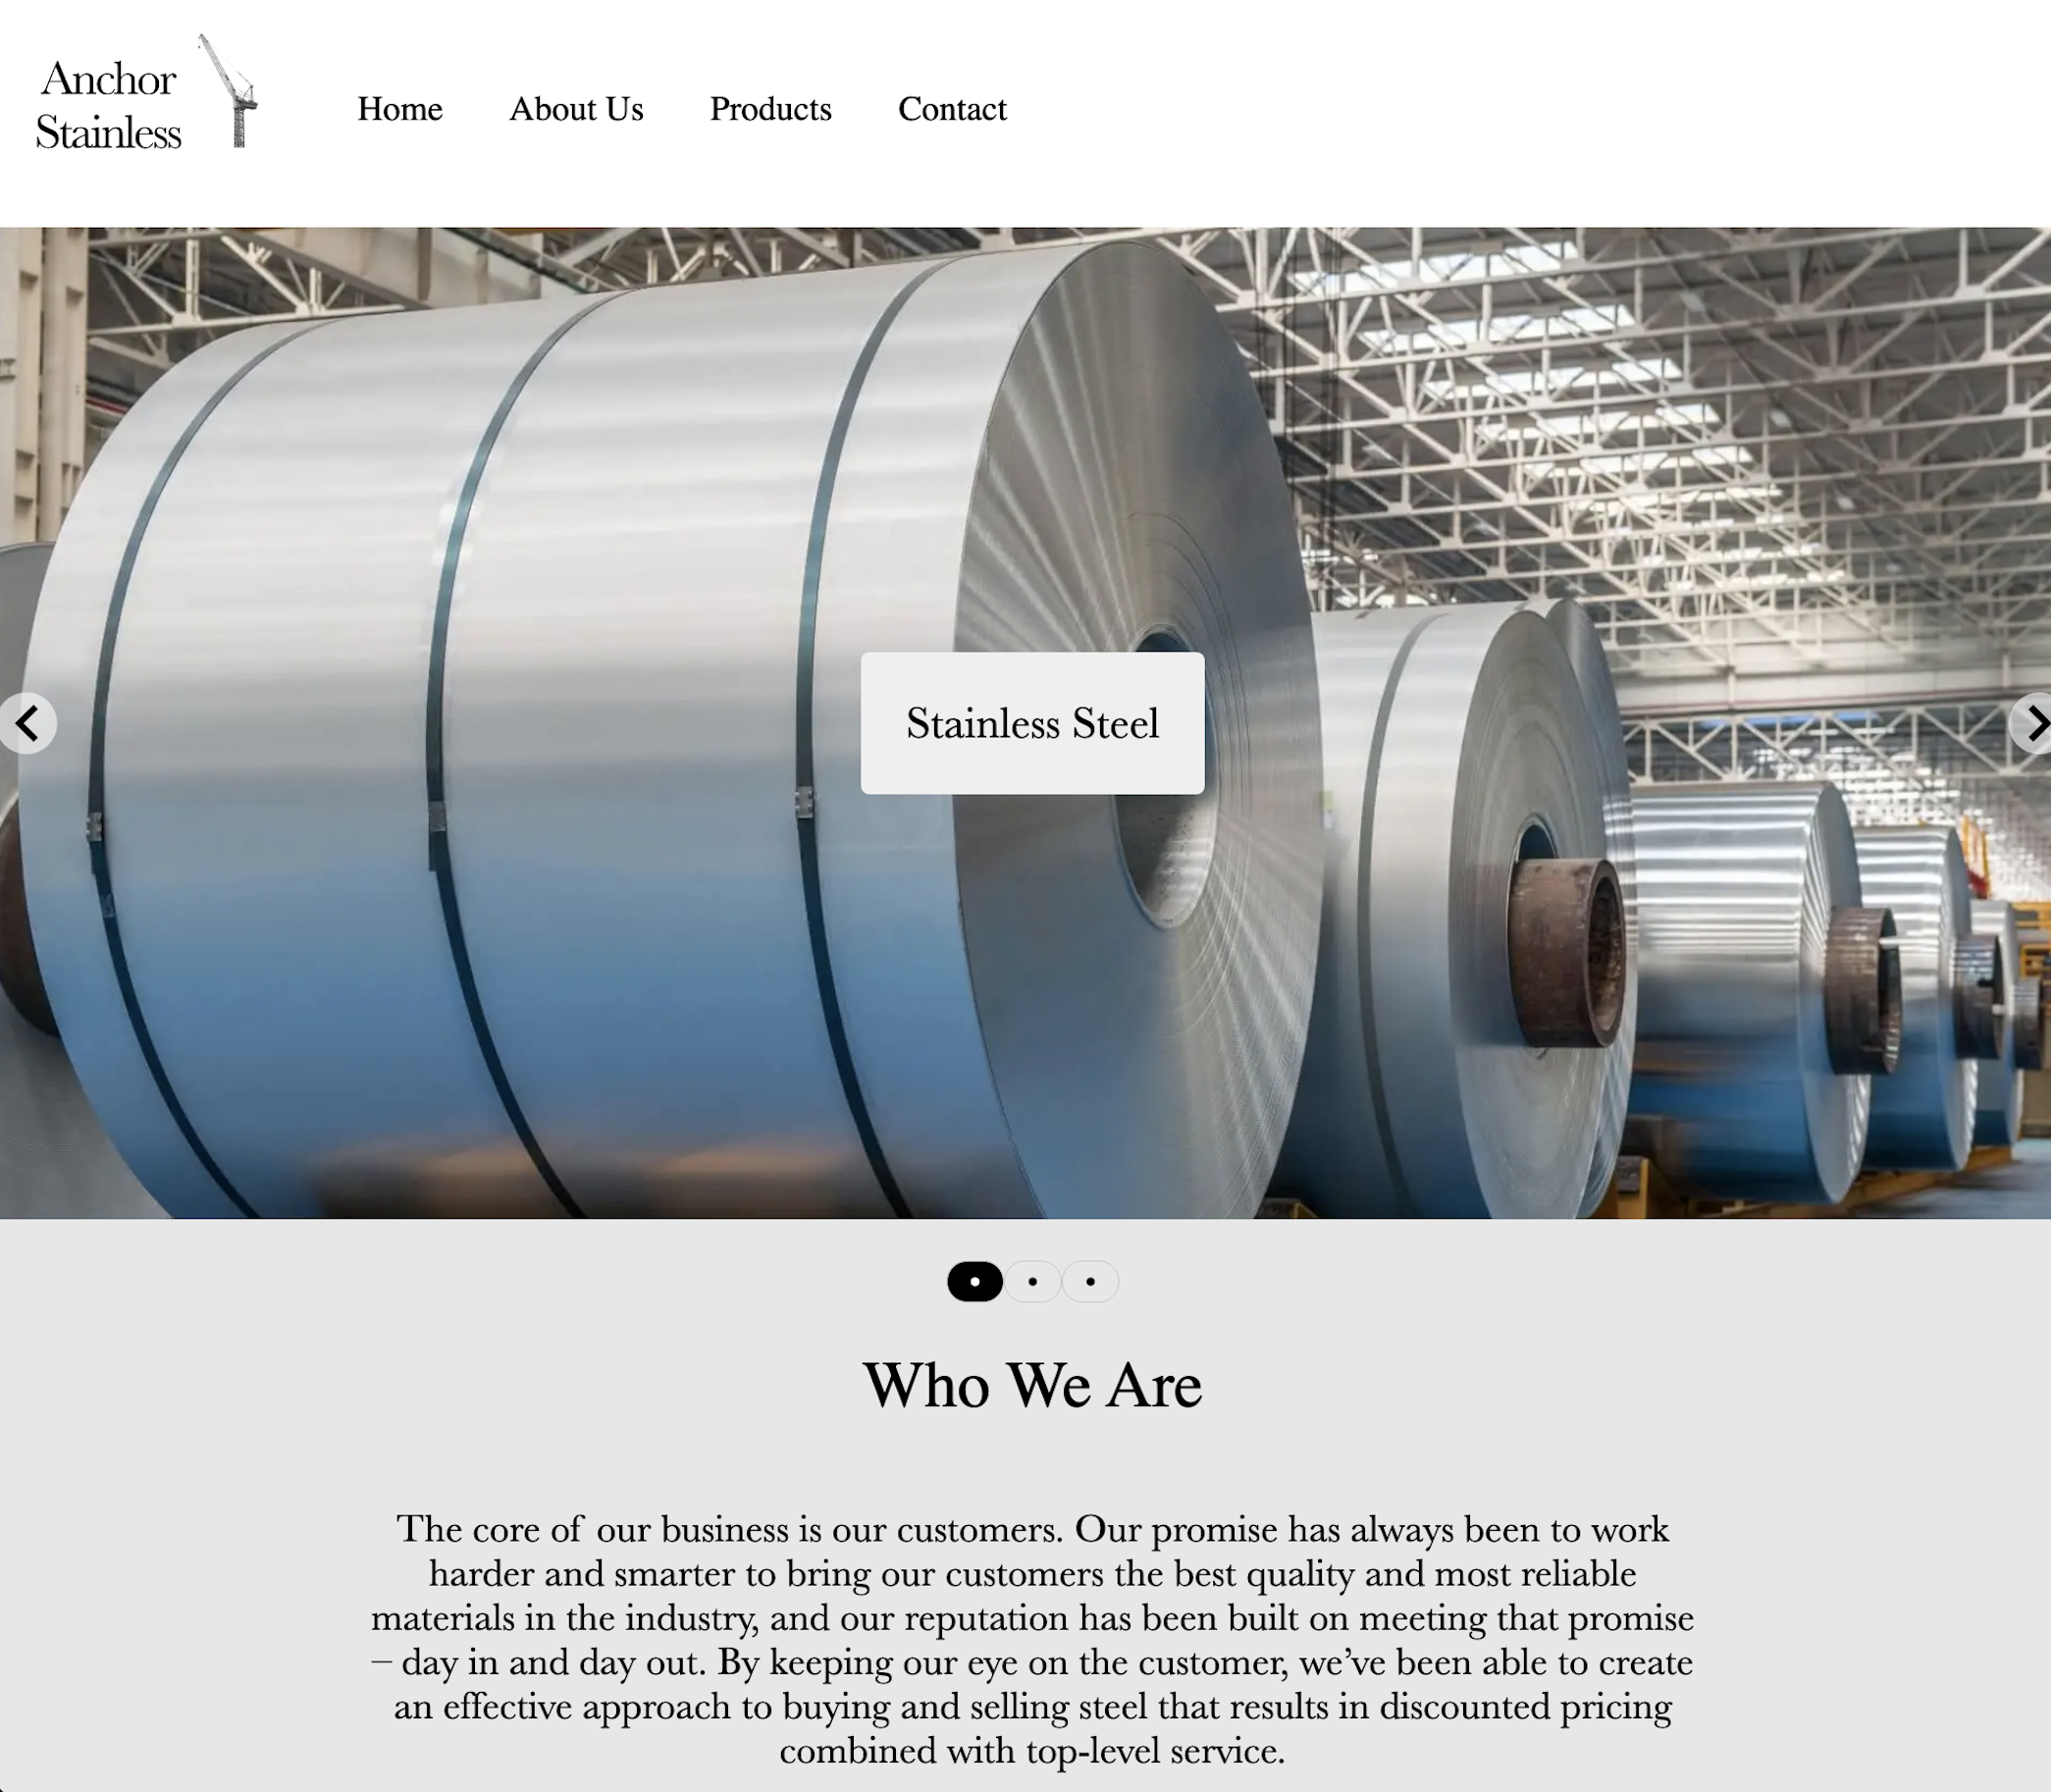 Anchor
Stainless
Home
About Us
Products
Contact
Stainless Steel
Who We Are
The core of our business is our customers. Our promise has always been to work
harder and smarter to bring our customers the best quality and most reliable
materials in the industry, and our reputation has been built on meeting that promise
– day in and day out. By keeping our eye on the customer, we’ve been able to create
an effective approach to buying and selling steel that results in discounted pricing
combined with top-level service.